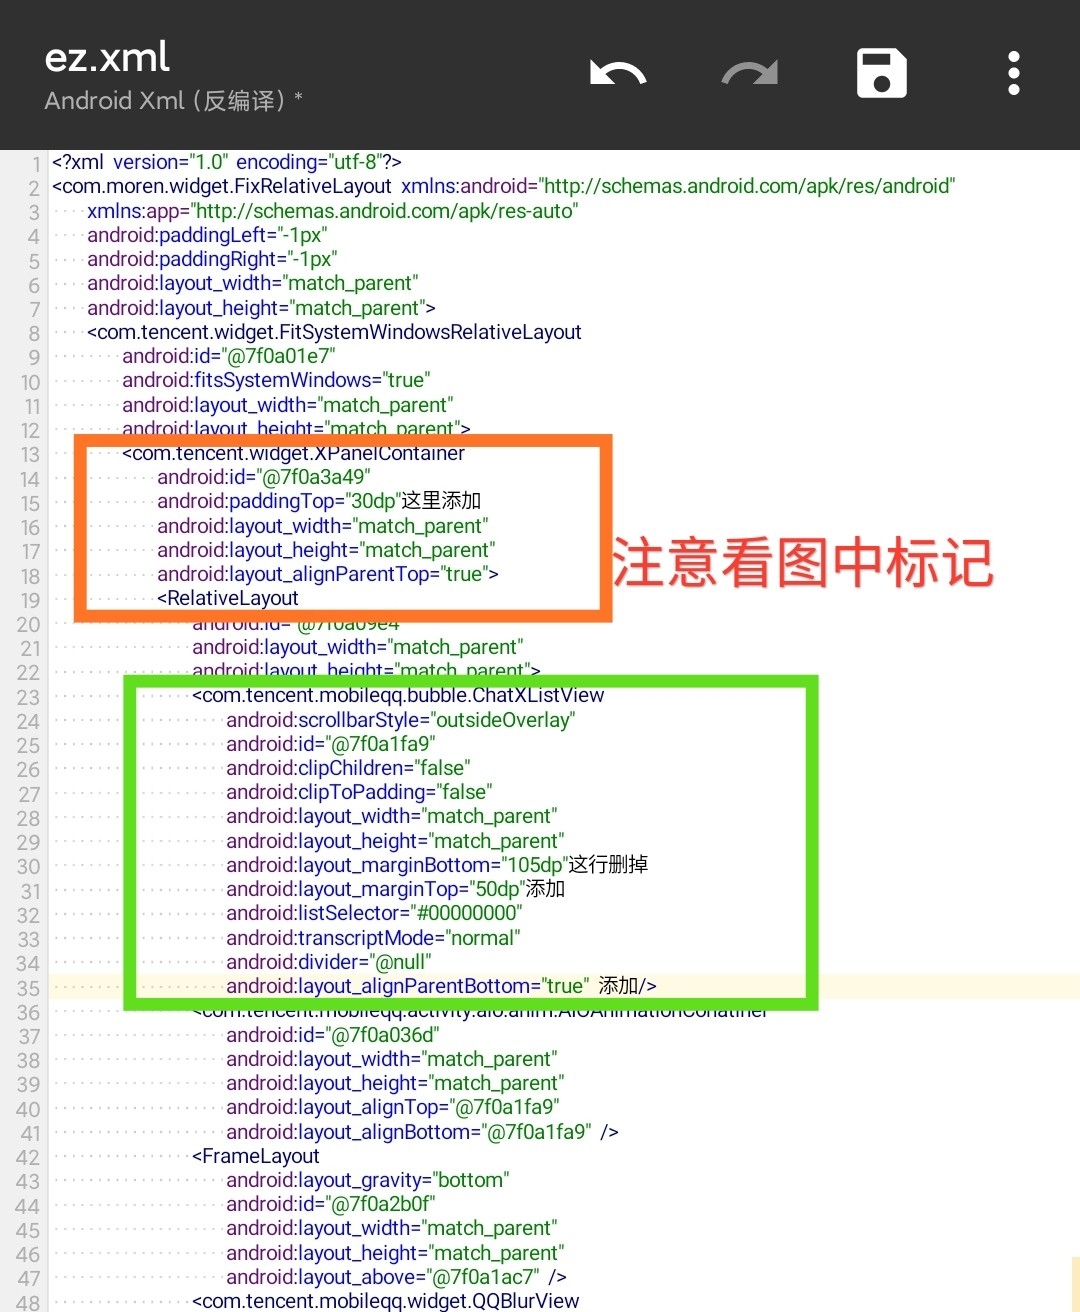 ez.xml
Android Xml (反编译) *
1 <?xml version="1.0" encoding="utf-8"?>
2 <com.moren.widget.FixRelativeLayout xmlns:android="http://schemas.android.com/apk/res/android"
3 xmlns:app="http://schemas.android.com/apk/res-auto"
4 android:paddingLeft="-1px"
5 android:paddingRight="-1px"
6 android:layout_width="match_parent"
7 android:layout_height="match_parent">
8 <com.tencent.widget.FitSystemWindowsRelativeLayout
9 android:id="@7f0a01e7"
10 android:fitsSystemWindows="true"
11 android:layout_width="match_parent"
12 android:layout_height="match_parent">
13 <com.tencent.widget.XPanelContainer
14 android:id="@7f0a3a49"
15 android:paddingTop="30dp"这里添加
16 android:layout_width="match_parent"
17 android:layout_height="match_parent"
18 android:layout_alignParentTop="true">
注意看图中标记
19 <RelativeLayout
20 android:id="@7f0a09e4"
21 android:layout_width="match_parent"
22 android:layout_height="match_parent">
23 <com.tencent.mobileqq.bubble.ChatXListView
24 android:scrollbarStyle="outsideOverlay"
25 android:id="@7f0a1fa9"
26 android:clipChildren="false"
27 android:clipToPadding="false"
28 android:layout_width="match_parent"
29 android:layout_height="match_parent"
30 android:layout_marginBottom="105dp"这行删掉
31 android:layout_marginTop="50dp"添加
32 android:listSelector="#00000000"
33 android:transcriptMode="normal"
34 android:divider="@null"
35 android:layout_alignParentBottom="true" 添加/>
36 <com.tencent.mobileqq.activity.aio.anim.AIOAnimationConatiner
37 android:id="@7f0a036d"
38 android:layout_width="match_parent"
39 android:layout_height="match_parent"
40 android:layout_alignTop="@7f0a1fa9"
41 android:layout_alignBottom="@7f0a1fa9" />
42 <FrameLayout
43 android:layout_gravity="bottom"
44 android:id="@7f0a2b0f"
45 android:layout_width="match_parent"
46 android:layout_height="match_parent"
47 android:layout_above="@7f0a1ac7" />
48 <com.tencent.mobileqq.widget.QQBlurView